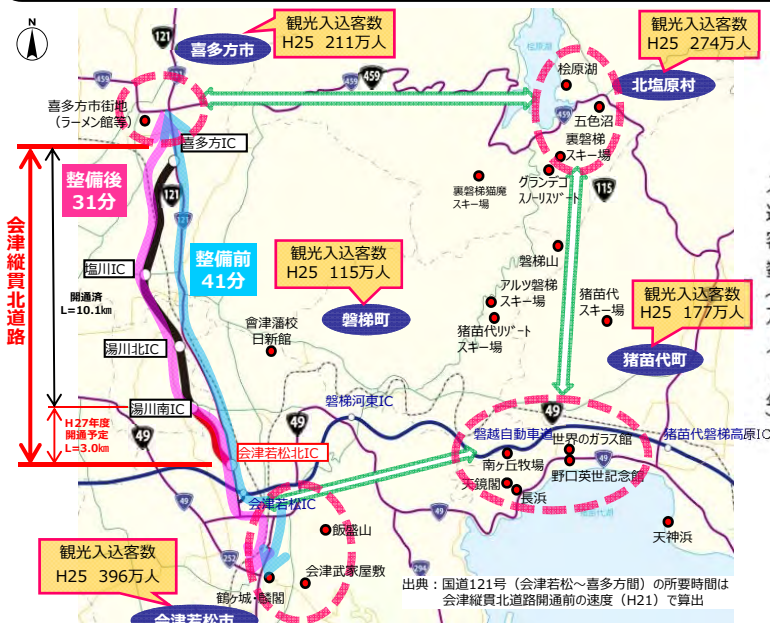 N
121
観光入込客数
H25 211万人
喜多方市
観光入込客数
H25 274万人
北塩原村
459
121
459
459
桧原湖
桧原湖
459
五色沼
喜多方市街地
(ラーメン館等)
喜多方IC
裏磐梯
スキー場
グランデコ
スノーリゾート
裏磐梯猫魔
スキー場
115
整備後
31分
121
121
整備前
41分
会津縦貫北道路
開通済
L=10.1km
塩川IC
観光入込客数
H25 115万人
磐梯町
磐梯山
アルツ磐梯
スキー場
猪苗代リゾート
スキー場
猪苗代
スキー場
観光入込客数
H25 177万人
猪苗代町
會津藩校
日新館
湯川北IC
湯川南IC
H27年度
開通予定
L=3.0km
会津若松北IC
49
49
磐梯河東IC
49
磐越自動車道
猪苗代磐梯高原IC
世界のガラス館
南ヶ丘牧場
49
野口英世記念館
天鏡閣
長浜
天神浜
会津若松IC
49
49
252
294
飯盛山
会津武家屋敷
鶴ヶ城・麟閣
観光入込客数
H25 396万人
会津若松市
出典:国道121号(会津若松~喜多方間)の所要時間は
会津縦貫北道路開通前の速度(H21)で算出